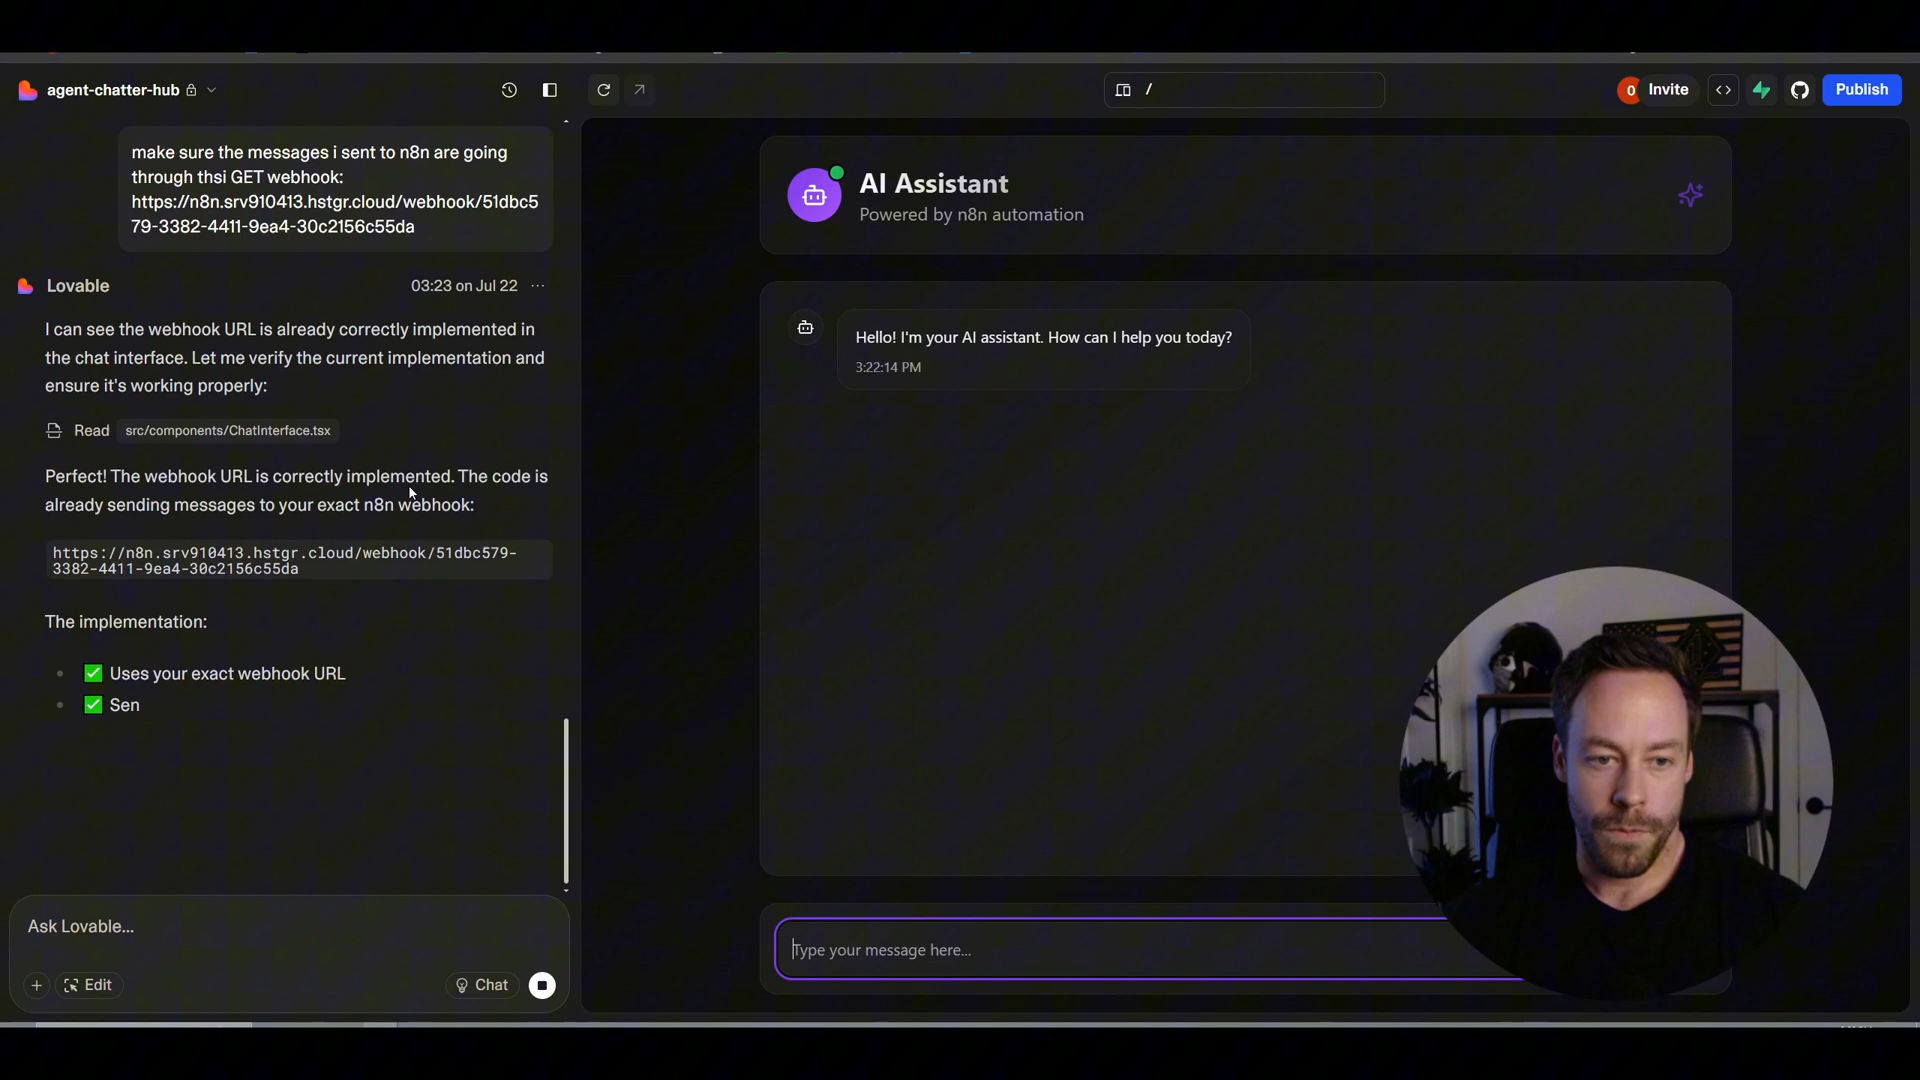 agent-chatter-hub
/
0
Invite
Publish
make sure the messages i sent to n8n are going
through thsi GET webhook:
https://n8n.srv910413.hstgr.cloud/webhook/51dbc5
79-3382-4411-9ea4-30c2156c55da
Lovable
03:23 on Jul 22
I can see the webhook URL is already correctly implemented in
the chat interface. Let me verify the current implementation and
ensure it's working properly:
Read src/components/ChatInterface.tsx
Perfect! The webhook URL is correctly implemented. The code is
already sending messages to your exact n8n webhook:
https://n8n.srv910413.hstgr.cloud/webhook/51dbc579-
3382-4411-9ea4-30c2156c55da
The implementation:
✅ Uses your exact webhook URL
✅ Sen
Ask Lovable...
Edit
Chat
AI Assistant
Powered by n8n automation
Hello! I'm your AI assistant. How can I help you today?
3:22:14 PM
Type your message here...